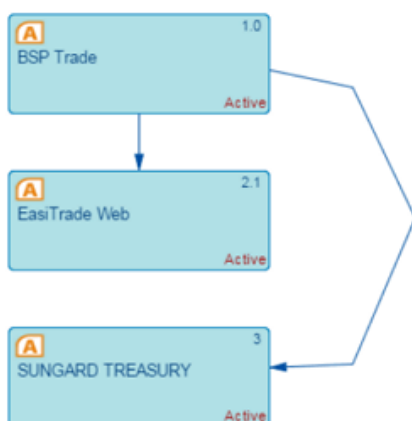 A
1.0
BSP Trade
Active
A
2.1
EasiTrade Web
Active
A
3
SUNGARD TREASURY
Active